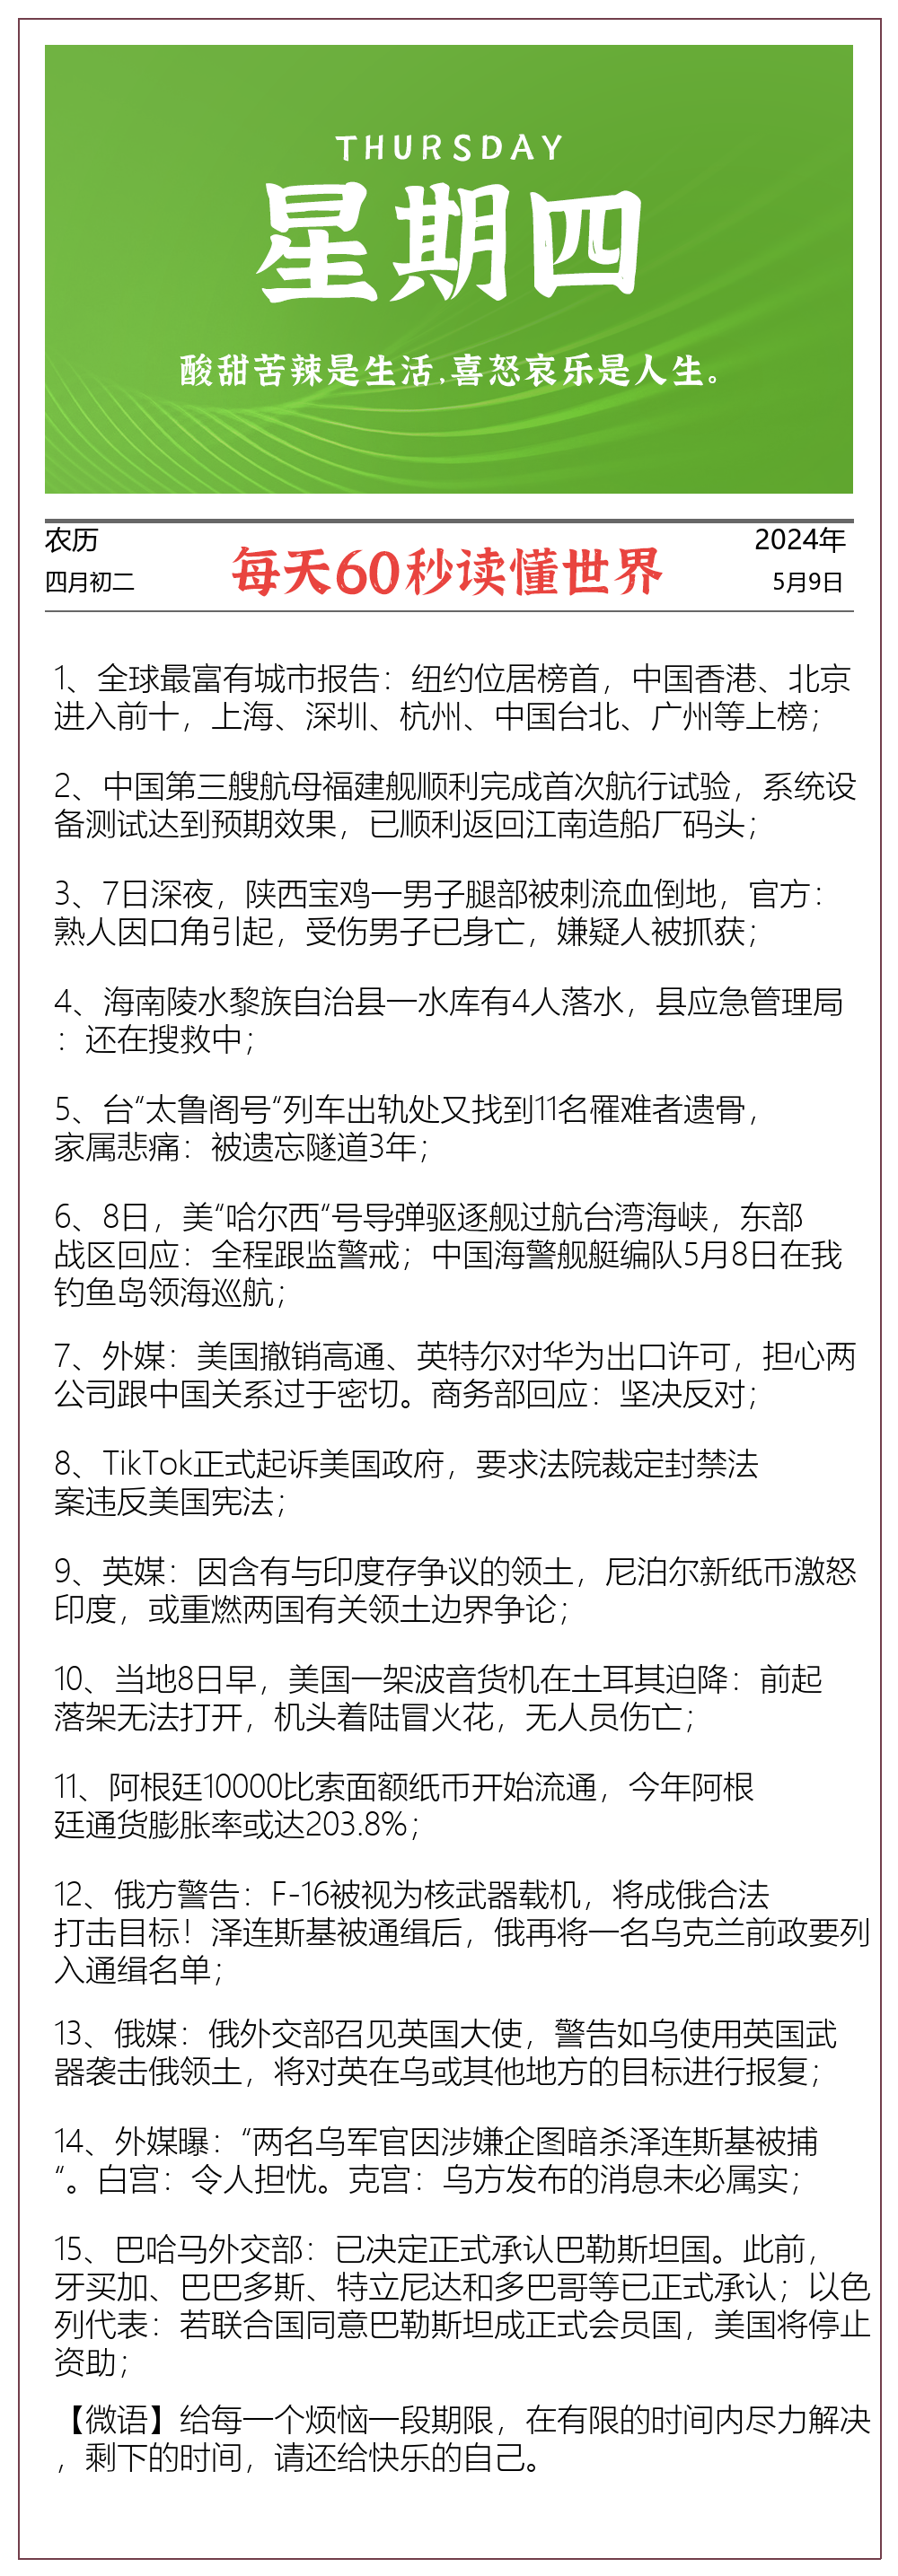 THURSDAY
星期四
酸甜苦辣是生活,喜怒哀乐是人生。
农历
四月初二
每天60秒读懂世界
2024年
5月9日
1、全球最富有城市报告：纽约位居榜首，中国香港、北京
进入前十，上海、深圳、杭州、中国台北、广州等上榜；
2、中国第三艘航母福建舰顺利完成首次航行试验，系统设
备测试达到预期效果，已顺利返回江南造船厂码头；
3、7日深夜，陕西宝鸡一男子腿部被刺流血倒地，官方：
熟人因口角引起，受伤男子已身亡，嫌疑人被抓获；
4、海南陵水黎族自治县一水库有4人落水，县应急管理局
：还在搜救中；
5、台“太鲁阁号“列车出轨处又找到11名罹难者遗骨，
家属悲痛：被遗忘隧道3年；
6、8日，美“哈尔西“号导弹驱逐舰过航台湾海峡，东部
战区回应：全程跟监警戒；中国海警舰艇编队5月8日在我
钓鱼岛领海巡航；
7、外媒：美国撤销高通、英特尔对华为出口许可，担心两
公司跟中国关系过于密切。商务部回应：坚决反对；
8、TikTok正式起诉美国政府，要求法院裁定封禁法
案违反美国宪法；
9、英媒：因含有与印度存争议的领土，尼泊尔新纸币激怒
印度，或重燃两国有关领土边界争论；
10、当地8日早，美国一架波音货机在土耳其迫降：前起
落架无法打开，机头着陆冒火花，无人员伤亡；
11、阿根廷10000比索面额纸币开始流通，今年阿根
廷通货膨胀率或达203.8%；
12、俄方警告：F-16被视为核武器载机，将成俄合法
打击目标！泽连斯基被通缉后，俄再将一名乌克兰前政要列
入通缉名单；
13、俄媒：俄外交部召见英国大使，警告如乌使用英国武
器袭击俄领土，将对英在乌或其他地方的目标进行报复；
14、外媒曝：“两名乌军官因涉嫌企图暗杀泽连斯基被捕
“。白宫：令人担忧。克宫：乌方发布的消息未必属实；
15、巴哈马外交部：已决定正式承认巴勒斯坦国。此前，
牙买加、巴巴多斯、特立尼达和多巴哥等已正式承认；以色
列代表：若联合国同意巴勒斯坦成正式会员国，美国将停止
资助；
【微语】给每一个烦恼一段期限，在有限的时间内尽力解决
，剩下的时间，请还给快乐的自己。